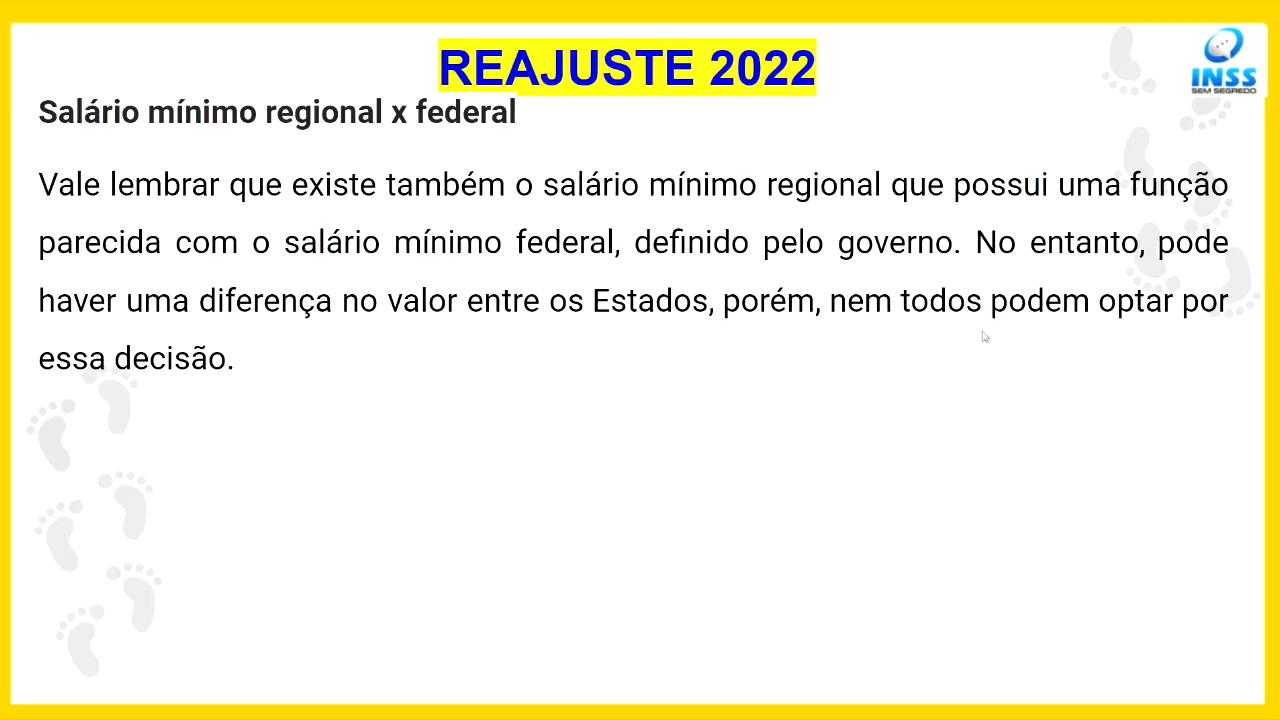 REAJUSTE 2022
INSS
SEM SEGREDO
Salário mínimo regional x federal
Vale lembrar que existe também o salário mínimo regional que possui uma função
parecida com o salário mínimo federal, definido pelo governo. No entanto, pode
haver uma diferença no valor entre os Estados, porém, nem todos podem optar por
essa decisão.